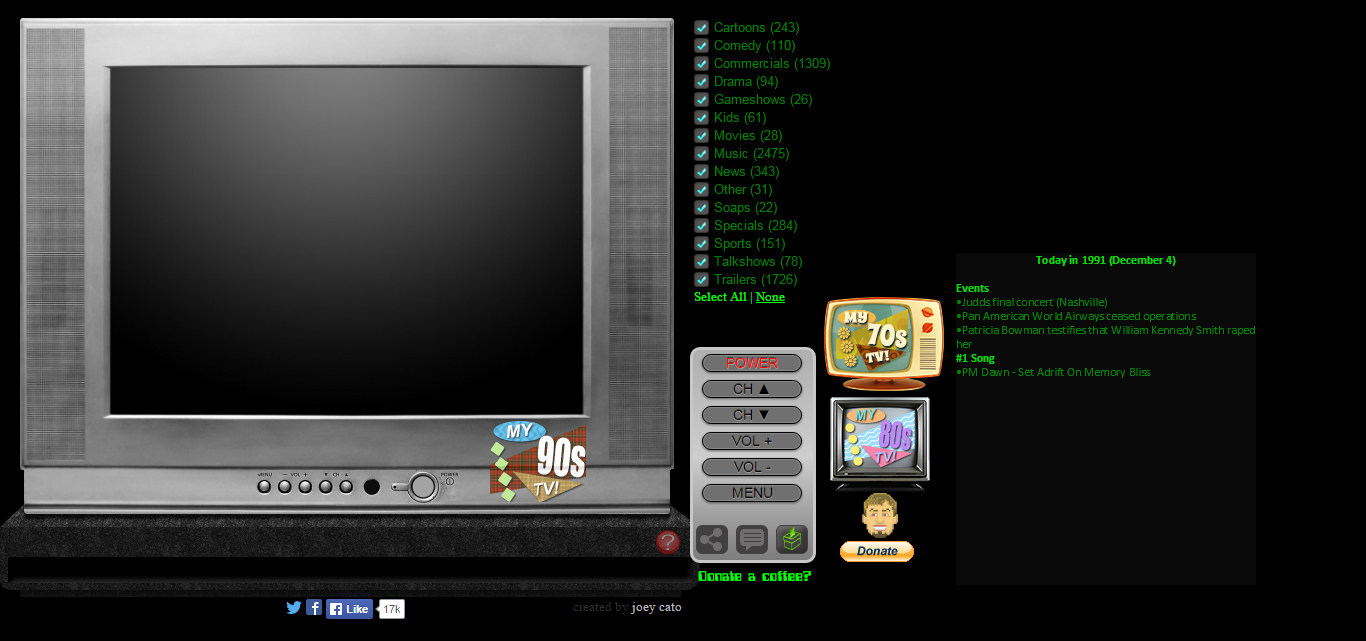 Cartoons (243)
Comedy (110)
Commercials (1309)
Drama (94)
Gameshows (26)
Kids (61)
Movies (28)
Music (2475)
News (343)
Other (31)
Soaps (22)
Specials (284)
Sports (151)
Talkshows (78)
Trailers (1726)
Select All | None
POWER
CH ▲
CH ▼
VOL +
VOL -
MENU
Donate a coffee?
MY
70s
TV!
MY
80s
TV!
Donate
Today in 1991 (December 4)
Events
•Judds final concert (Nashville)
•Pan American World Airways ceased operations
•Patricia Bowman testifies that William Kennedy Smith raped
her
#1 Song
•PM Dawn - Set Adrift On Memory Bliss
MENU − VOL + ▼ CH ▲ POWER
MY
90s
TV!
?
Like 17k
created by joey cato